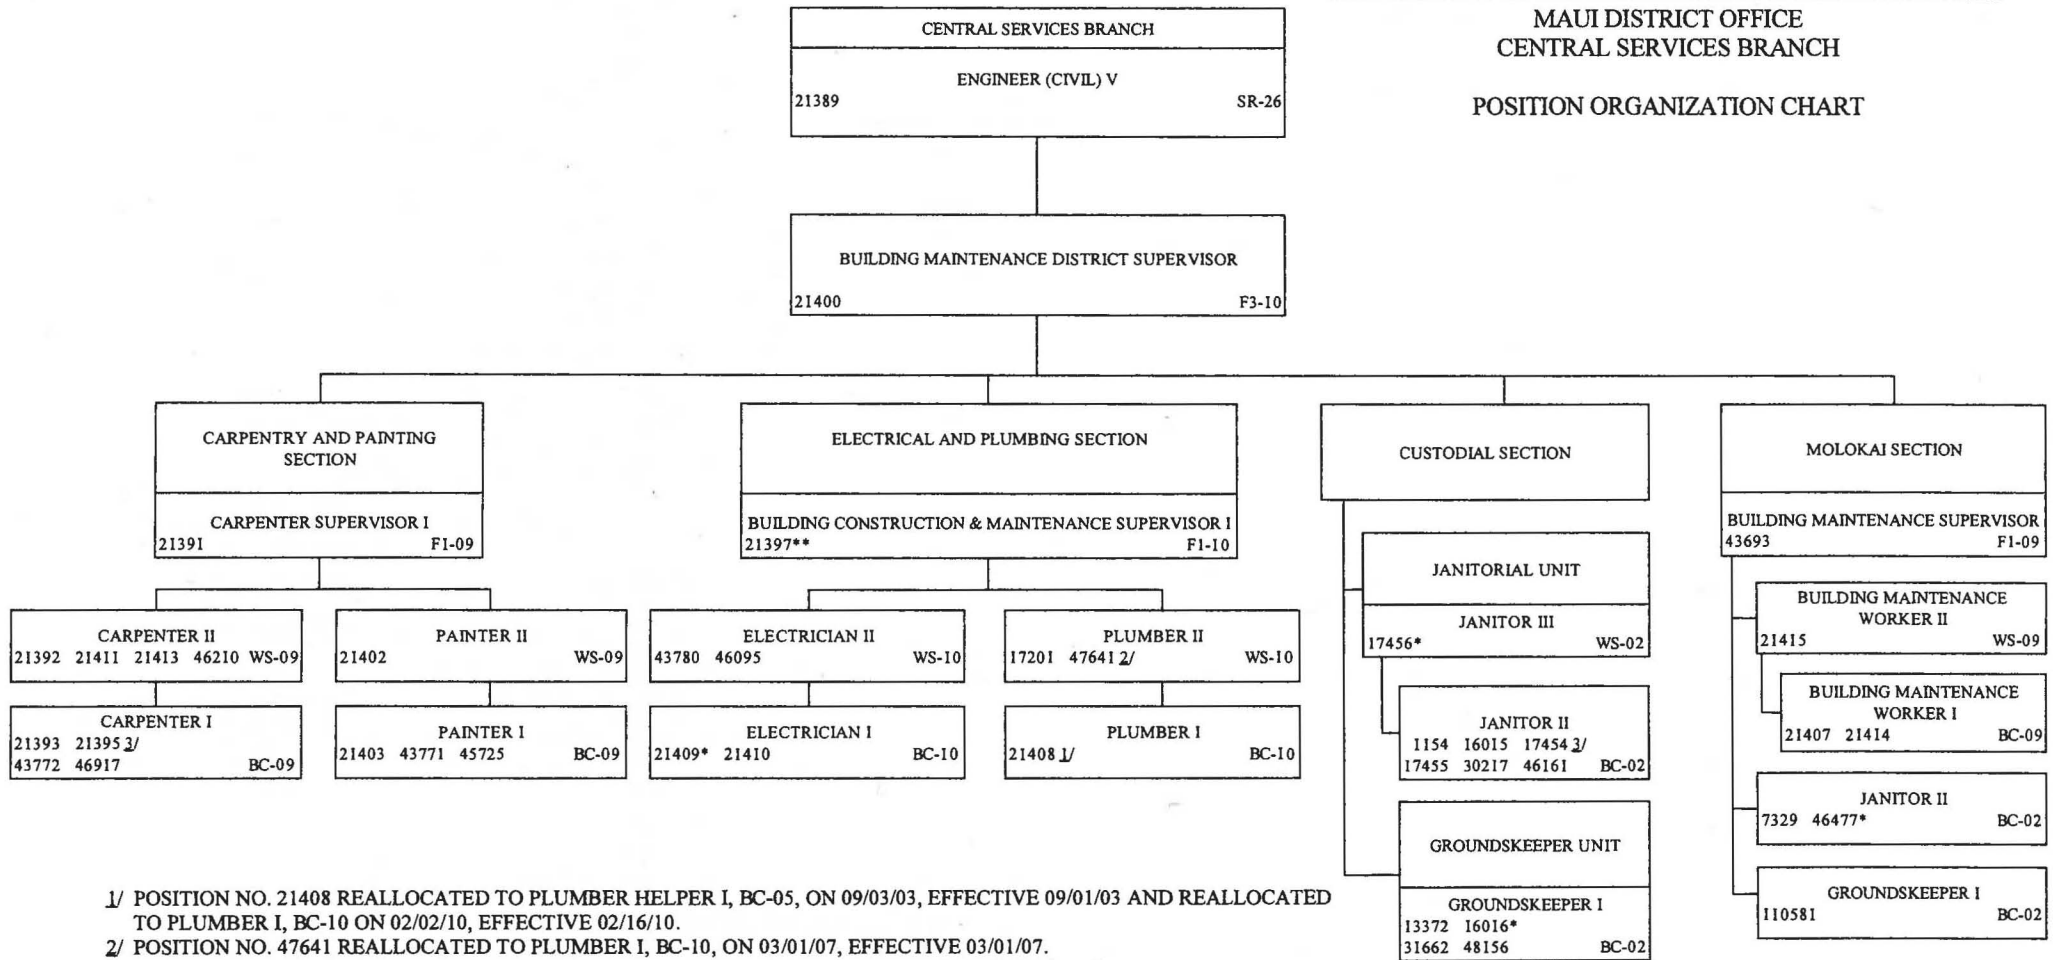 MAUI DISTRICT OFFICE
CENTRAL SERVICES BRANCH
POSITION ORGANIZATION CHART
CENTRAL SERVICES BRANCH
ENGINEER (CIVIL) V
21389 SR-26
BUILDING MAINTENANCE DISTRICT SUPERVISOR
21400 F3-10
CARPENTRY AND PAINTING
SECTION
CARPENTER SUPERVISOR I
21391 F1-09
CARPENTER II
21392 21411 21413 46210 WS-09
CARPENTER I
21393 21395 3/
43772 46917 BC-09
PAINTER II
21402 WS-09
PAINTER I
21403 43771 45725 BC-09
ELECTRICAL AND PLUMBING SECTION
BUILDING CONSTRUCTION & MAINTENANCE SUPERVISOR I
21397** F1-10
ELECTRICIAN II
43780 46095 WS-10
ELECTRICIAN I
21409* 21410 BC-10
PLUMBER II
17201 47641 2/ WS-10
PLUMBER I
21408 1/ BC-10
CUSTODIAL SECTION
JANITORIAL UNIT
JANITOR III
17456* WS-02
JANITOR II
1154 16015 17454 3/
17455 30217 46161 BC-02
GROUNDSKEEPER UNIT
GROUNDSKEEPER I
13372 16016*
31662 48156 BC-02
MOLOKAI SECTION
BUILDING MAINTENANCE SUPERVISOR
43693 F1-09
BUILDING MAINTENANCE
WORKER II
21415 WS-09
BUILDING MAINTENANCE
WORKER I
21407 21414 BC-09
JANITOR II
7329 46477* BC-02
GROUNDSKEEPER I
110581 BC-02
1/ POSITION NO. 21408 REALLOCATED TO PLUMBER HELPER I, BC-05, ON 09/03/03, EFFECTIVE 09/01/03 AND REALLOCATED
TO PLUMBER I, BC-10 ON 02/02/10, EFFECTIVE 02/16/10.
2/ POSITION NO. 47641 REALLOCATED TO PLUMBER I, BC-10, ON 03/01/07, EFFECTIVE 03/01/07.